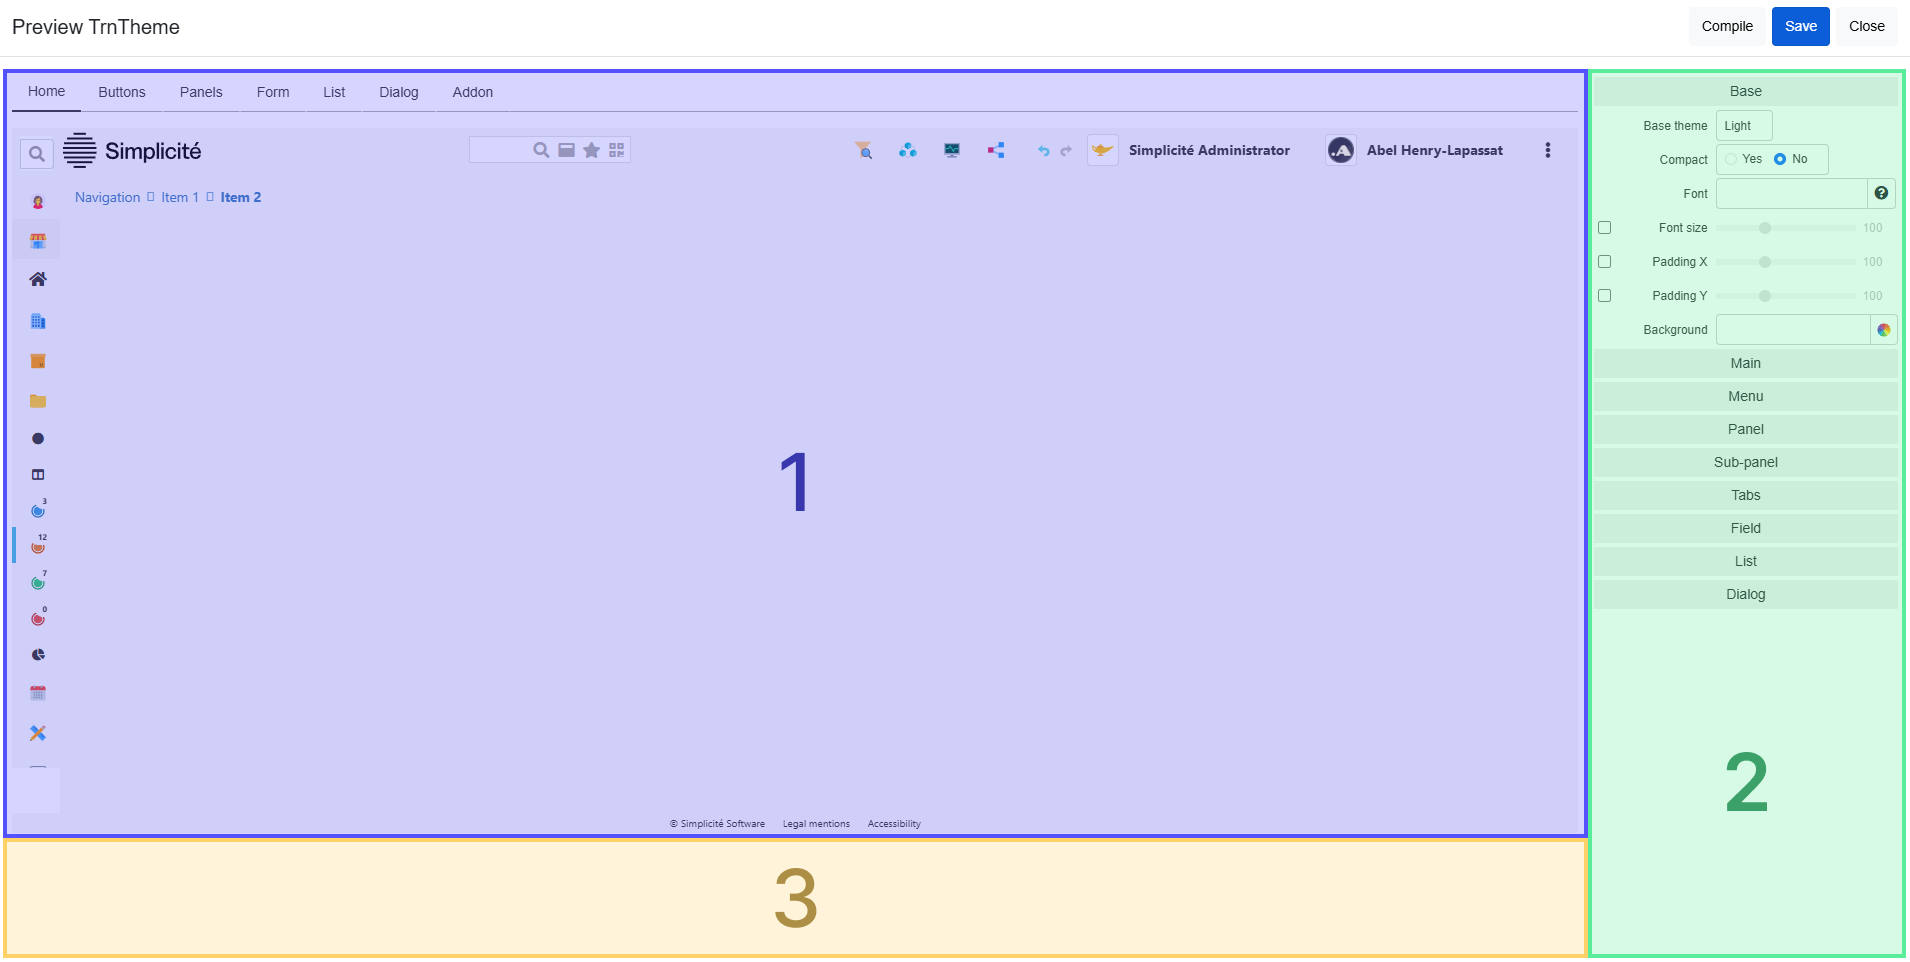 Preview TrnTheme
Compile Save Close
Home Buttons Panels Form List Dialog Addon
Simplicité
Simplicité Administrator
.A Abel Henry-Lapassat
Navigation Item 1 Item 2
3
12
7
0
1
© Simplicité Software Legal mentions Accessibility
Base
Base theme Light
Compact Yes No
Font ?
Font size 100
Padding X 100
Padding Y 100
Background
Main
Menu
Panel
Sub-panel
Tabs
Field
List
Dialog
2
3